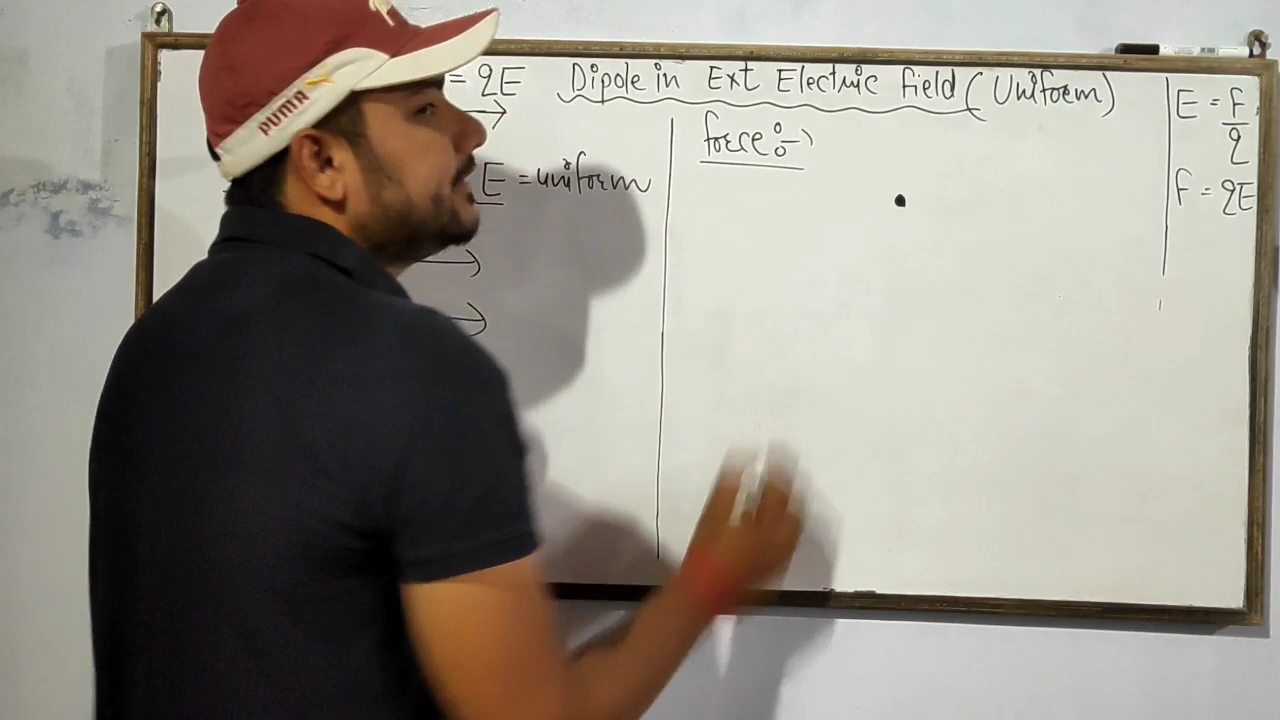 PUMA
= qE
Dipole in Ext Electric field (Uniform)
E = uniform
force :-
E = F/q
F = qE